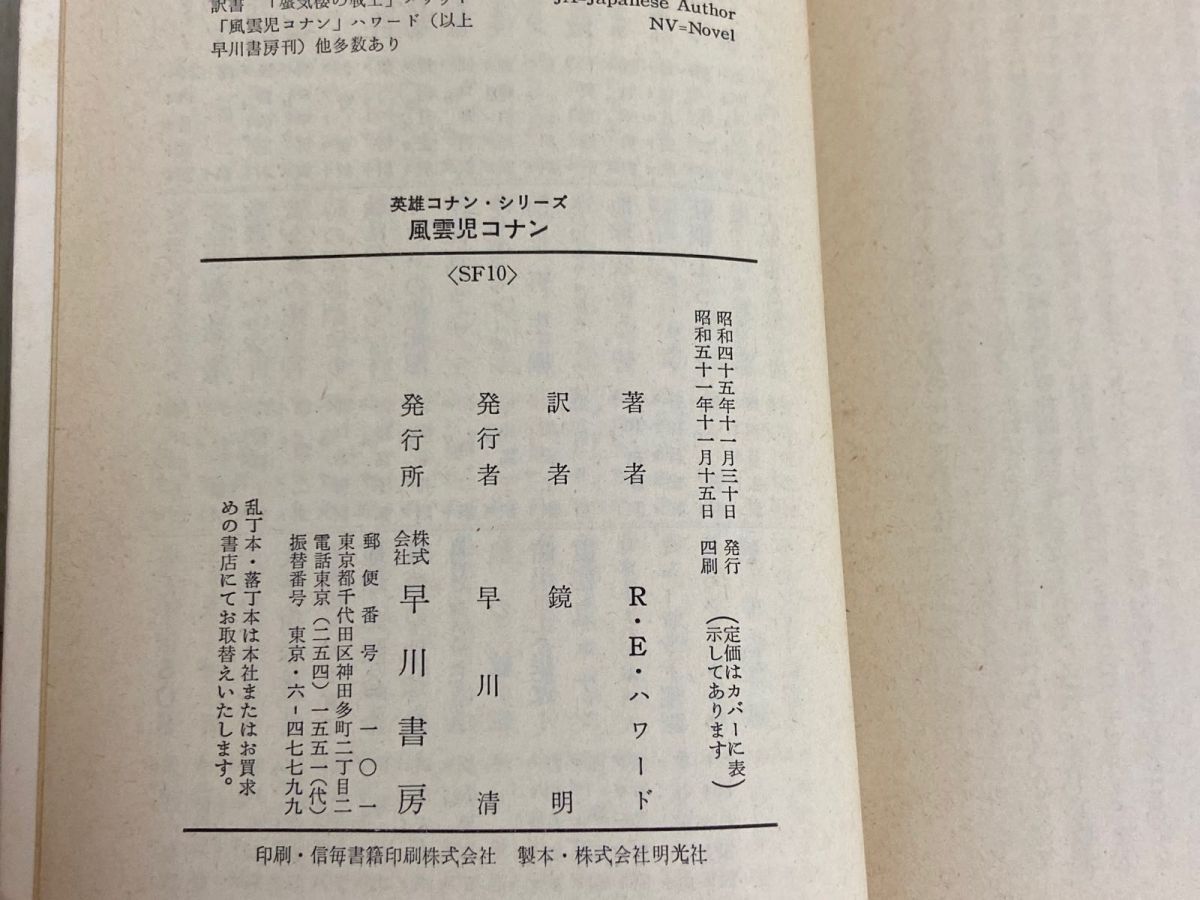 訳書「蜃気楼の戦士」メリット
「風雲児コナン」ハワード（以上
早川書房刊）他多数あり
JA=Japanese Author
NV=Novel
英雄コナン・シリーズ
風雲児コナン
〈SF10〉
昭和四十五年十一月三十日　発行
昭和五十一年十一月十五日　四刷
（定価はカバーに表
示してあります）
著者　R・E・ハワード
訳者　鏡明
発行者　早川清
発行所　株式会社　早川書房
郵便番号　一〇一
東京都千代田区神田多町二丁目二
電話東京（二五四）一五五一（代）
振替番号　東京・六-四七七九九
乱丁本・落丁本は本社またはお買求
めの書店にてお取替えいたします。
印刷・信毎書籍印刷株式会社　製本・株式会社明光社